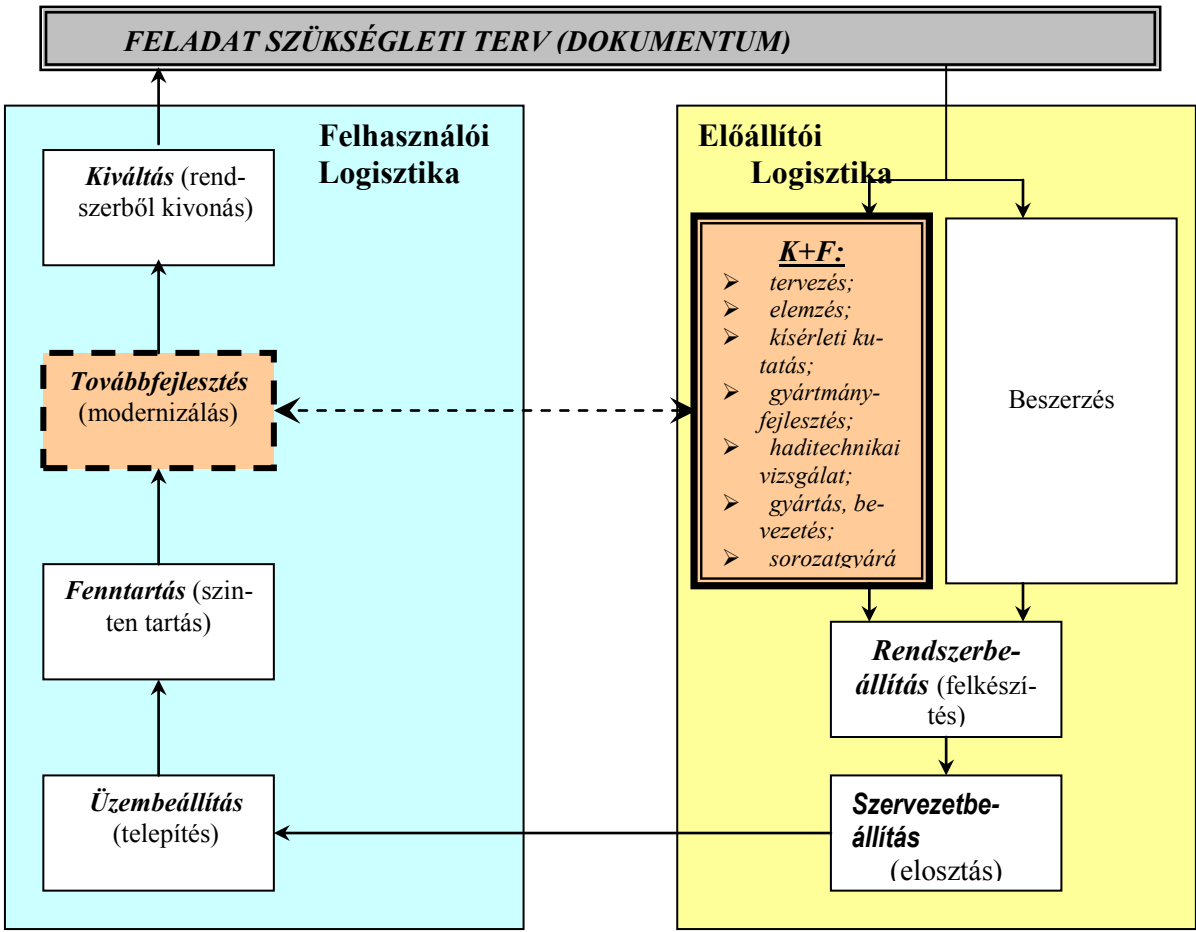 FELADAT SZÜKSÉGLETI TERV (DOKUMENTUM)
Felhasználói
Logisztika
Kiváltás (rend-
szerből kivonás)
Továbbfejlesztés
(modernizálás)
Fenntartás (szin-
ten tartás)
Üzembeállítás
(telepítés)
Előállítói
Logisztika
K+F:
➢ tervezés;
➢ elemzés;
➢ kísérleti ku-
tatás;
➢ gyártmány-
fejlesztés;
➢ haditechnikai
vizsgálat;
➢ gyártás, be-
vezetés;
➢ sorozatgyárá
Beszerzés
Rendszerbe-
állítás (felkészí-
tés)
Szervezetbe-
állítás
(elosztás)